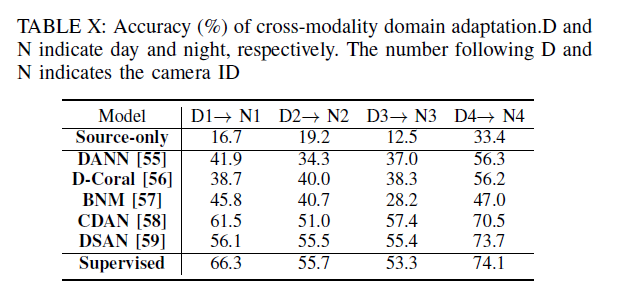 TABLE X: Accuracy (%) of cross-modality domain adaptation.D and
N indicate day and night, respectively. The number following D and
N indicates the camera ID
Model D1→ N1 D2→ N2 D3→ N3 D4→ N4
Source-only 16.7 19.2 12.5 33.4
DANN [55] 41.9 34.3 37.0 56.3
D-Coral [56] 38.7 40.0 38.3 56.2
BNM [57] 45.8 40.7 28.2 47.0
CDAN [58] 61.5 51.0 57.4 70.5
DSAN [59] 56.1 55.5 55.4 73.7
Supervised 66.3 55.7 53.3 74.1